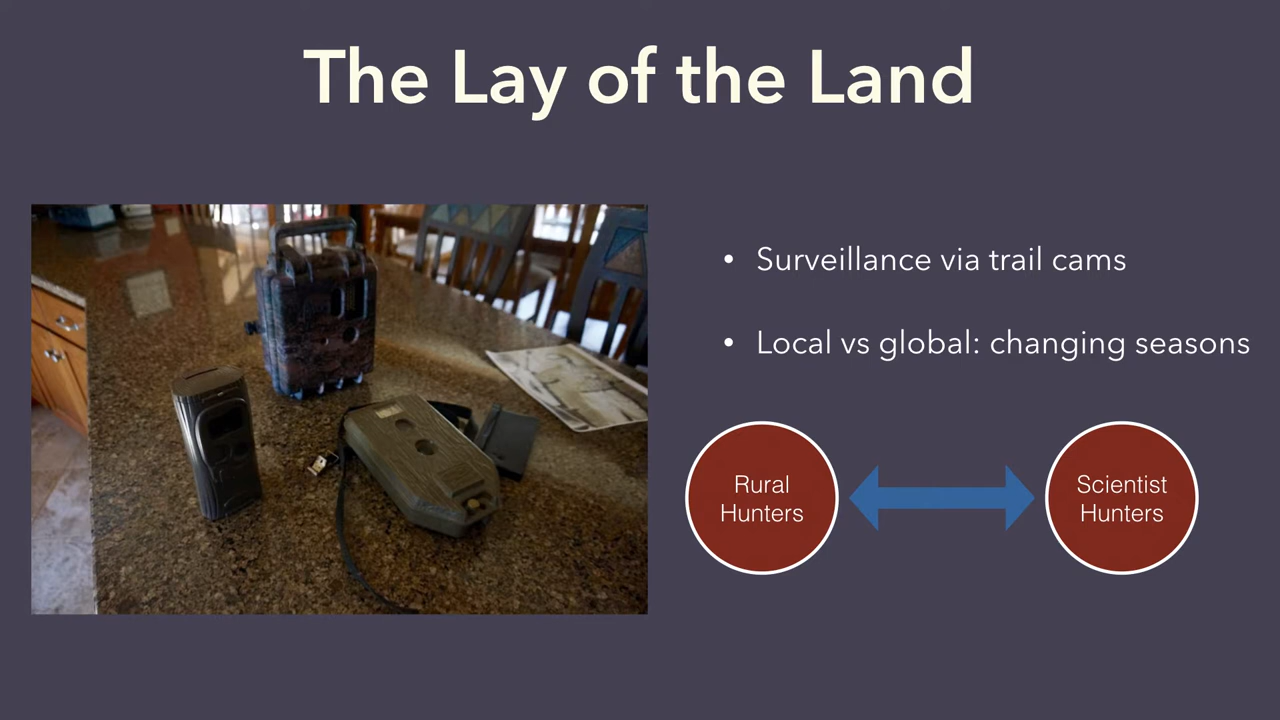 The Lay of the Land
• Surveillance via trail cams
• Local vs global: changing seasons
Rural
Hunters
Scientist
Hunters